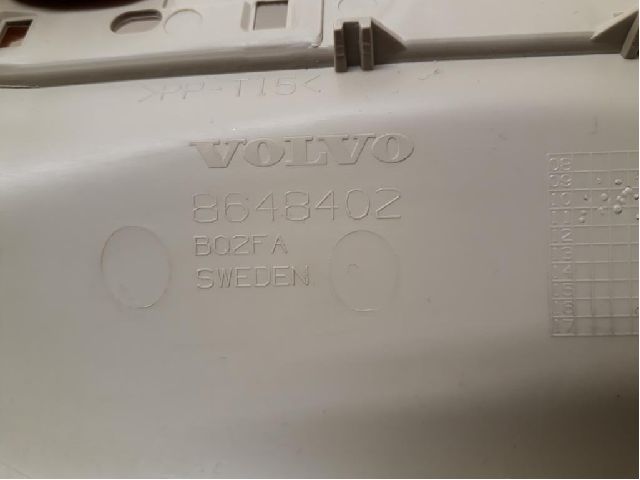 >PP-T15<
VOLVO
8648402
BQ2FA
SWEDEN